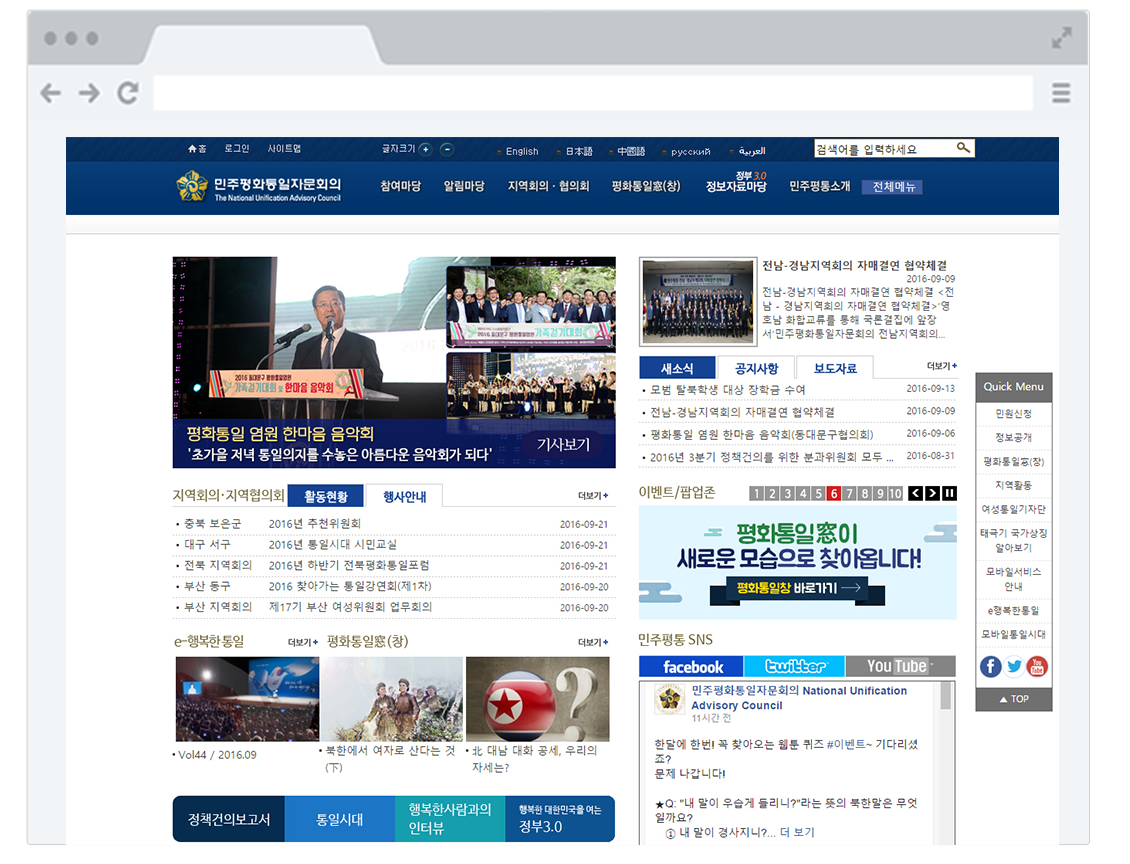 홈 로그인 사이트맵 글자크기 + - English 日本語 中國語 русский العربية 검색어를 입력하세요
민주평화통일자문회의
The National Unification Advisory Council
참여마당 알림마당 지역회의 · 협의회 평화통일窓(창) 정부 3.0 정보자료마당 민주평통소개 전체메뉴
2016 동대문구 평화통일염원
가족걷기대회 및 한마음 음악회
가족걷기대회
평화통일 염원 한마음 음악회
'초가을 저녁 통일의지를 수놓은 아름다운 음악회가 되다'
기사보기
전남-경남지역회의 자매결연 협약체결
2016-09-09
전남-경남지역회의 자매결연 협약체결 <전
남 - 경남지역회의 자매결연 협약체결>'영
호남 화합교류를 통해 국론결집에 앞장
서'민주평화통일자문회의 전남지역회의...
새소식 공지사항 보도자료 더보기+
• 모범 탈북학생 대상 장학금 수여 2016-09-13
• 전남-경남지역회의 자매결연 협약체결 2016-09-09
• 평화통일 염원 한마음 음악회(동대문구협의회) 2016-09-06
• 2016년 3분기 정책건의를 위한 분과위원회 모두 ... 2016-08-31
지역회의·지역협의회 활동현황 행사안내 더보기+
• 충북 보은군 2016년 추천위원회 2016-09-21
• 대구 서구 2016년 통일시대 시민교실 2016-09-21
• 전북 지역회의 2016년 하반기 전북평화통일포럼 2016-09-21
• 부산 동구 2016 찾아가는 통일강연회(제1차) 2016-09-20
• 부산 지역회의 제17기 부산 여성위원회 업무회의 2016-09-20
이벤트/팝업존 1 2 3 4 5 6 7 8 9 10
평화통일窓이
새로운 모습으로 찾아옵니다!
평화통일창 바로가기
e-행복한통일 더보기+
• Vol44 / 2016.09
평화통일窓(창) 더보기+
• 북한에서 여자로 산다는 것
(下)
• 北 대남 대화 공세, 우리의
자세는?
민주평통 SNS
facebook twitter YouTube
민주평화통일자문회의 National Unification
Advisory Council
11시간 전
한달에 한번! 꼭 찾아오는 웹툰 퀴즈 #이벤트~ 기다리셨
죠?
문제 나갑니다!
★Q: "내 말이 우습게 들리니?"라는 뜻의 북한말은 무엇
일까요?
① 내 말이 경사지니?... 더 보기
정책건의보고서
통일시대
행복한사람과의
인터뷰
행복한 대한민국을 여는
정부3.0
Quick Menu
민원신청
정보공개
평화통일窓(창)
지역활동
여성통일기자단
태극기 국가상징
알아보기
모바일서비스
안내
e행복한통일
모바일통일시대
f
You
Tube
▲ TOP